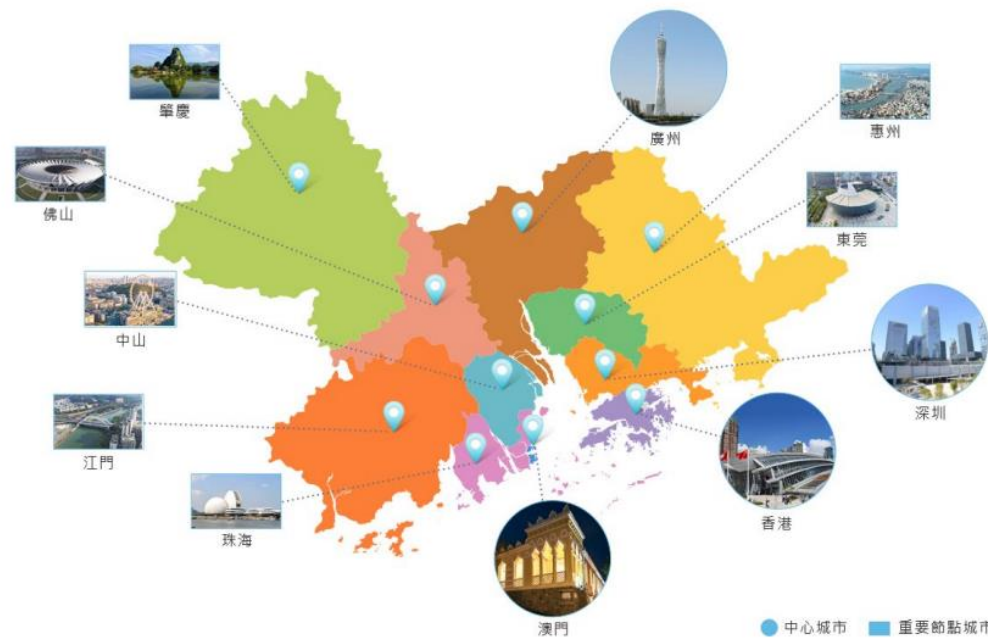 肇慶
廣州
惠州
佛山
東莞
中山
深圳
江門
香港
珠海
澳門
中心城市
重要節點城市